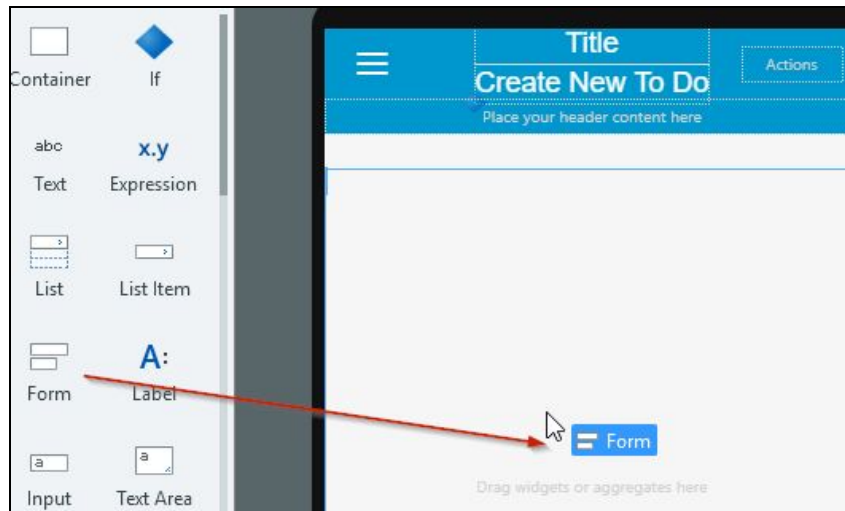 Container
If
abc
x.y
Text
Expression
List
List Item
A:
Form
Label
a
a
Input
Text Area
Title
Create New To Do
Actions
Place your header content here
Form
Drag widgets or aggregates here